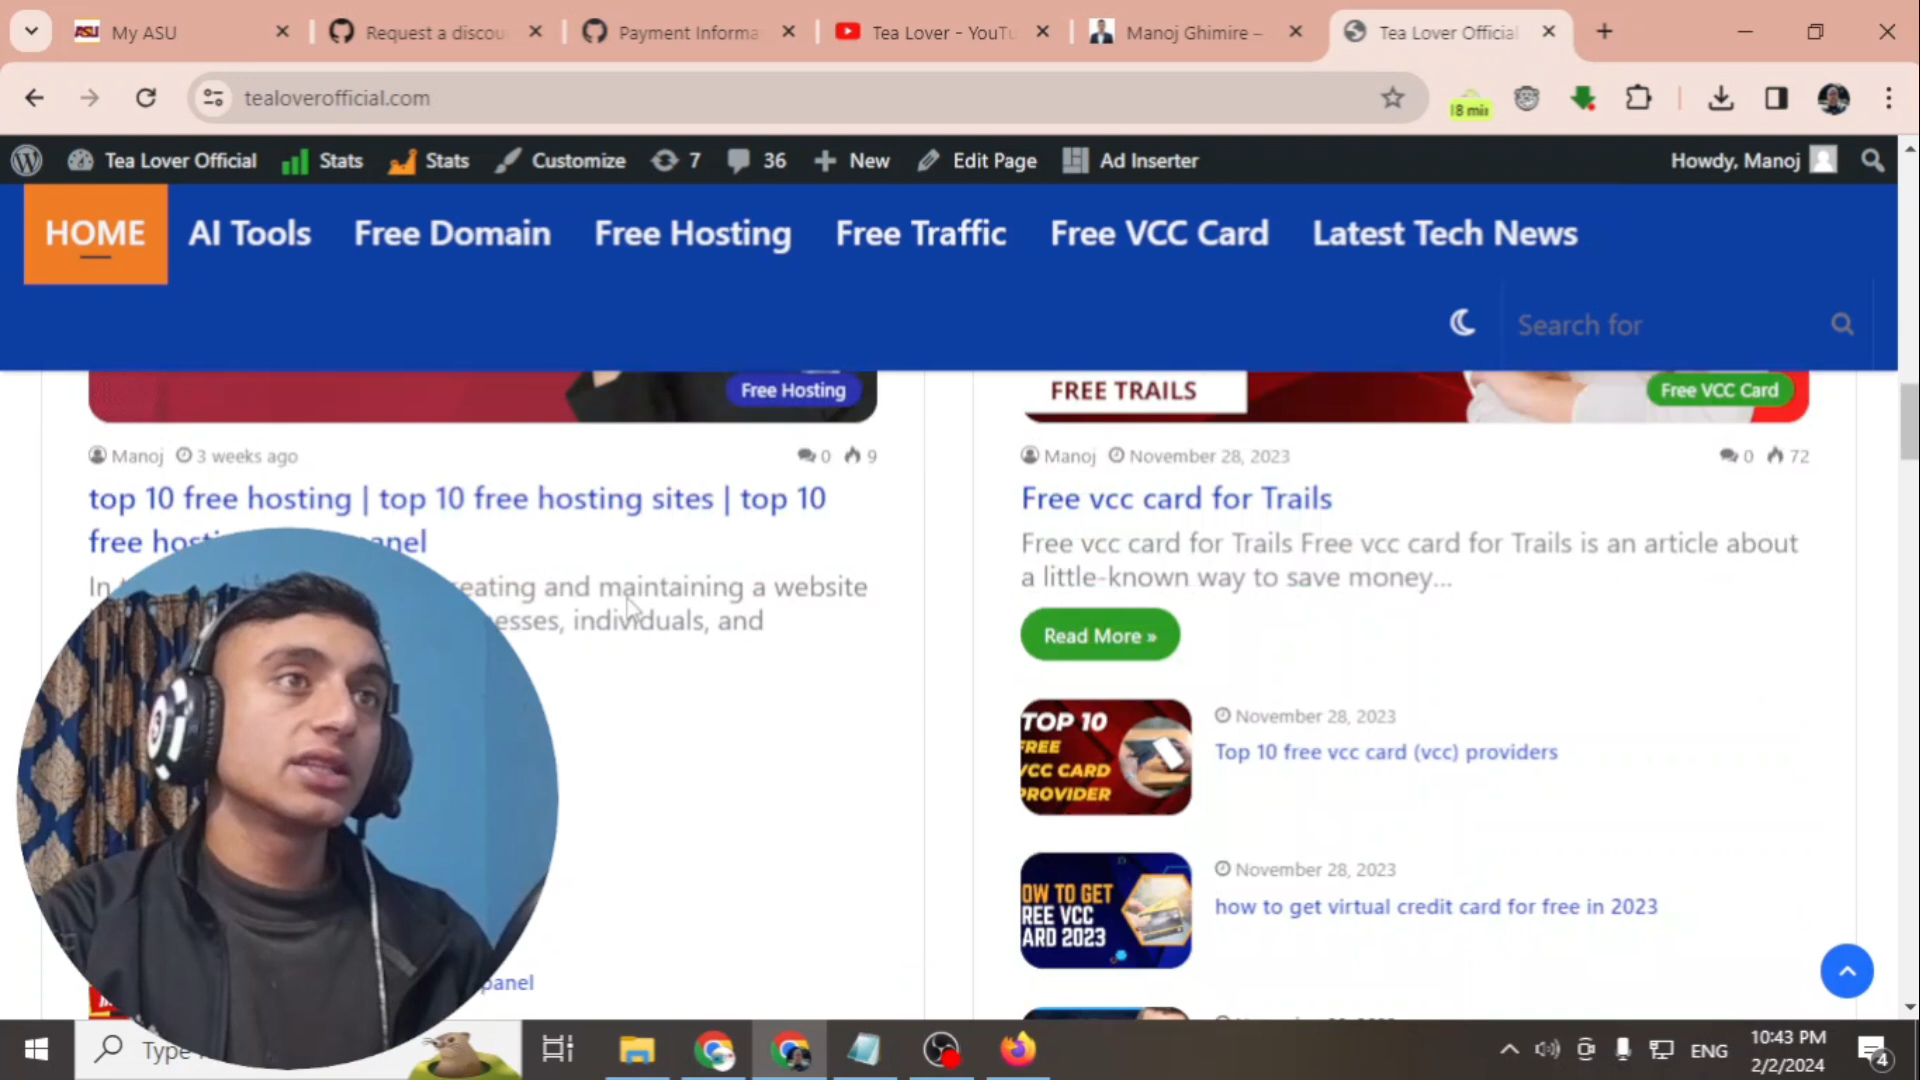 My ASU
Request a discou
Payment Informa
Tea Lover - YouTu
Manoj Ghimire –
Tea Lover Official
tealoverofficial.com
8 min
Tea Lover Official
Stats
Stats
Customize
7
36
New
Edit Page
Ad Inserter
Howdy, Manoj
HOME
AI Tools
Free Domain
Free Hosting
Free Traffic
Free VCC Card
Latest Tech News
Search for
Free Hosting
Manoj
3 weeks ago
0
9
top 10 free hosting | top 10 free hosting sites | top 10
free anel
In eating and maintaining a website
esses, individuals, and
panel
FREE TRAILS
Free VCC Card
Manoj
November 28, 2023
0
72
Free vcc card for Trails
Free vcc card for Trails Free vcc card for Trails is an article about
a little-known way to save money...
Read More »
TOP 10
FREE
VCC CARD
PROVIDER
November 28, 2023
Top 10 free vcc card (vcc) providers
OW TO GET
REE VCC
ARD 2023
November 28, 2023
how to get virtual credit card for free in 2023
Type
ENG
10:43 PM
2/2/2024
4